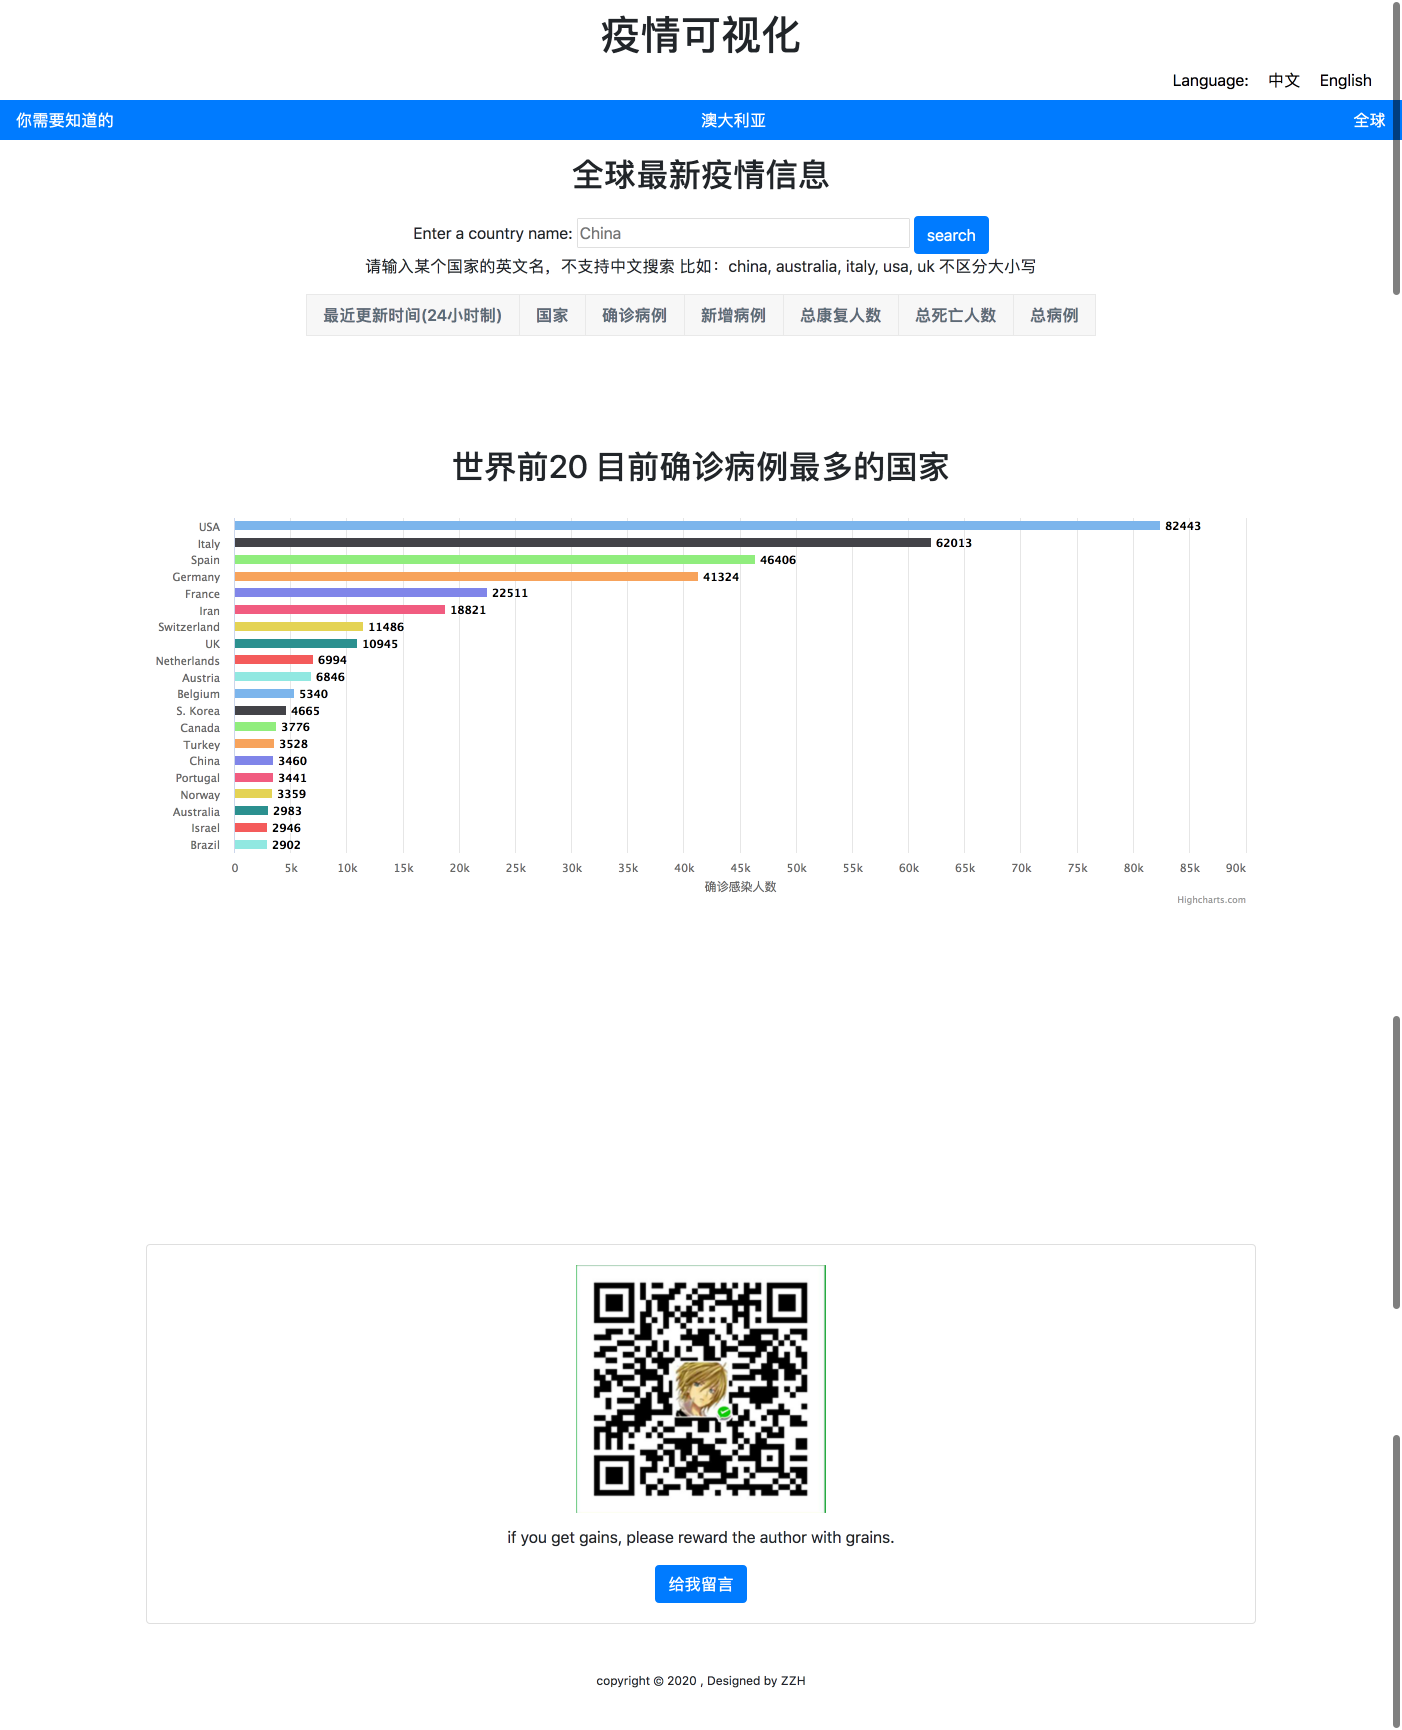 疫情可视化
Language: 中文 English
你需要知道的 澳大利亚 全球
全球最新疫情信息
Enter a country name: China search
请输入某个国家的英文名，不支持中文搜索 比如：china, australia, italy, usa, uk 不区分大小写
最近更新时间(24小时制) 国家 确诊病例 新增病例 总康复人数 总死亡人数 总病例
世界前20 目前确诊病例最多的国家
USA 82443
Italy 62013
Spain 46406
Germany 41324
France 22511
Iran 18821
Switzerland 11486
UK 10945
Netherlands 6994
Austria 6846
Belgium 5340
S. Korea 4665
Canada 3776
Turkey 3528
China 3460
Portugal 3441
Norway 3359
Australia 2983
Israel 2946
Brazil 2902
0 5k 10k 15k 20k 25k 30k 35k 40k 45k 50k 55k 60k 65k 70k 75k 80k 85k 90k
确诊感染人数
Highcharts.com
if you get gains, please reward the author with grains.
给我留言
copyright © 2020 , Designed by ZZH